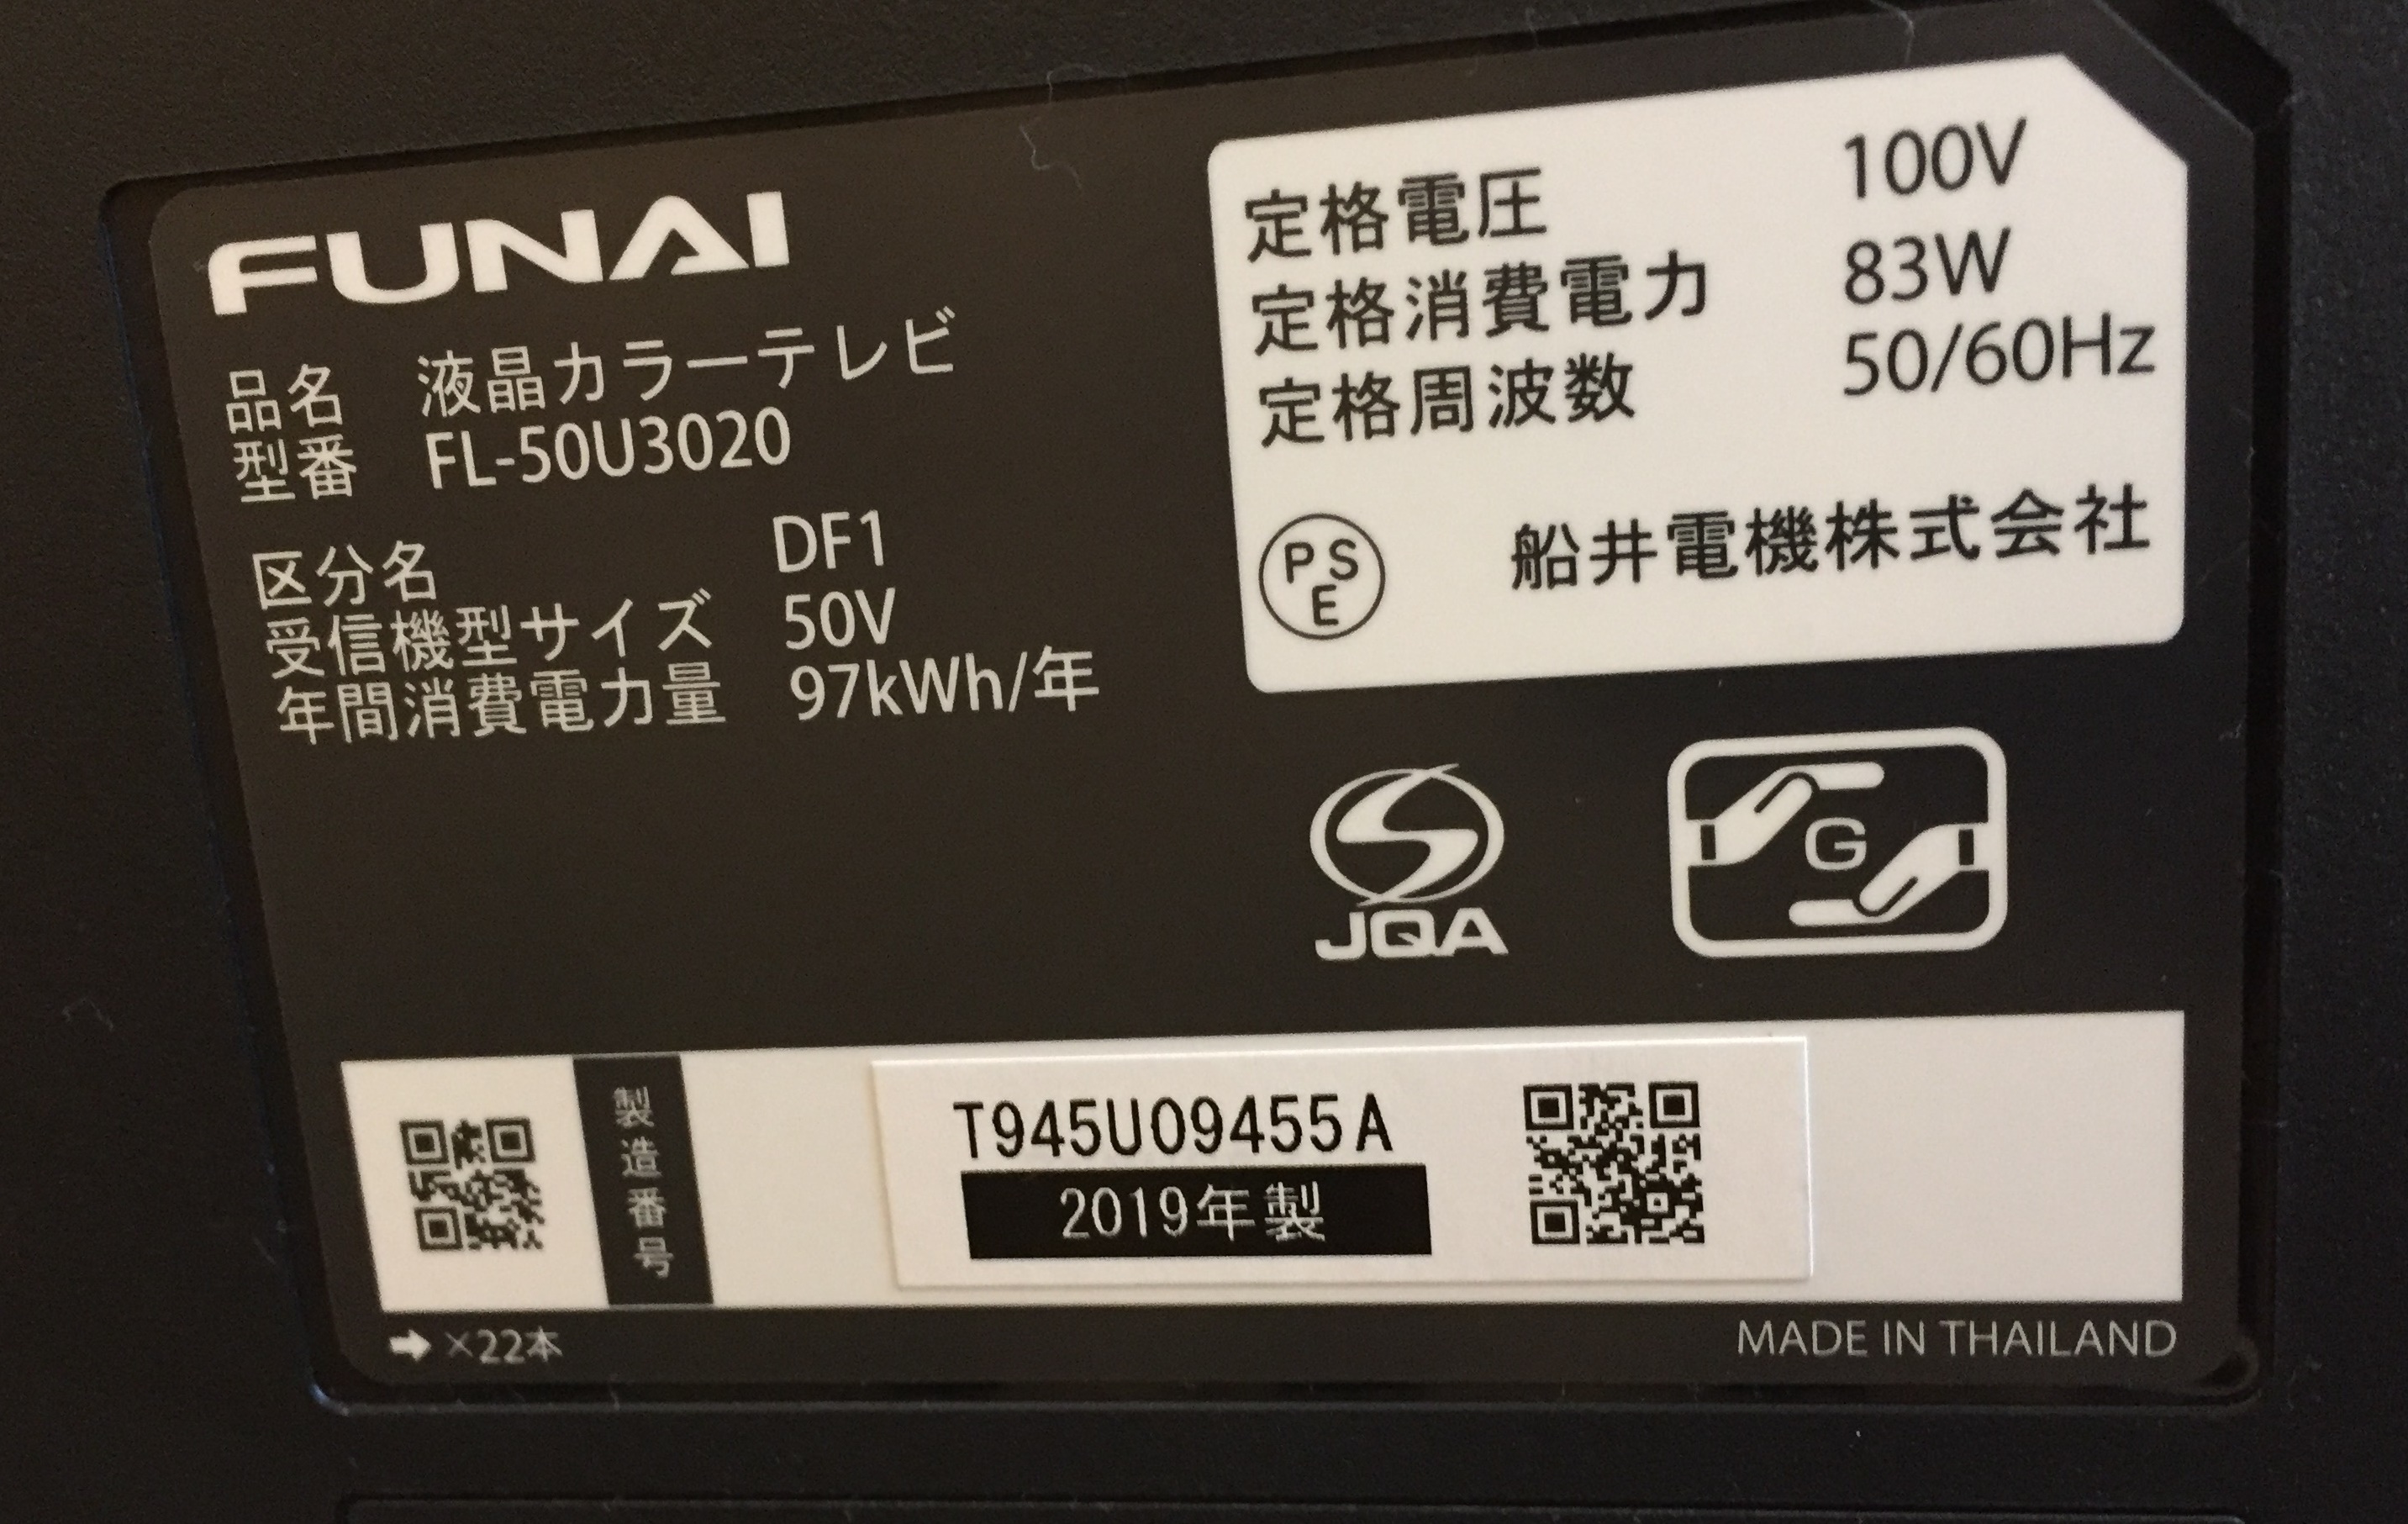 FUNAI
品名 液晶カラーテレビ
型番 FL-50U3020
区分名 DF1
受信機型サイズ 50V
年間消費電力量 97kWh/年
定格電圧 100V
定格消費電力 83W
定格周波数 50/60Hz
PSE 船井電機株式会社
JQA
G
製造番号
T945U09455A
2019年製
➡×22本
MADE IN THAILAND